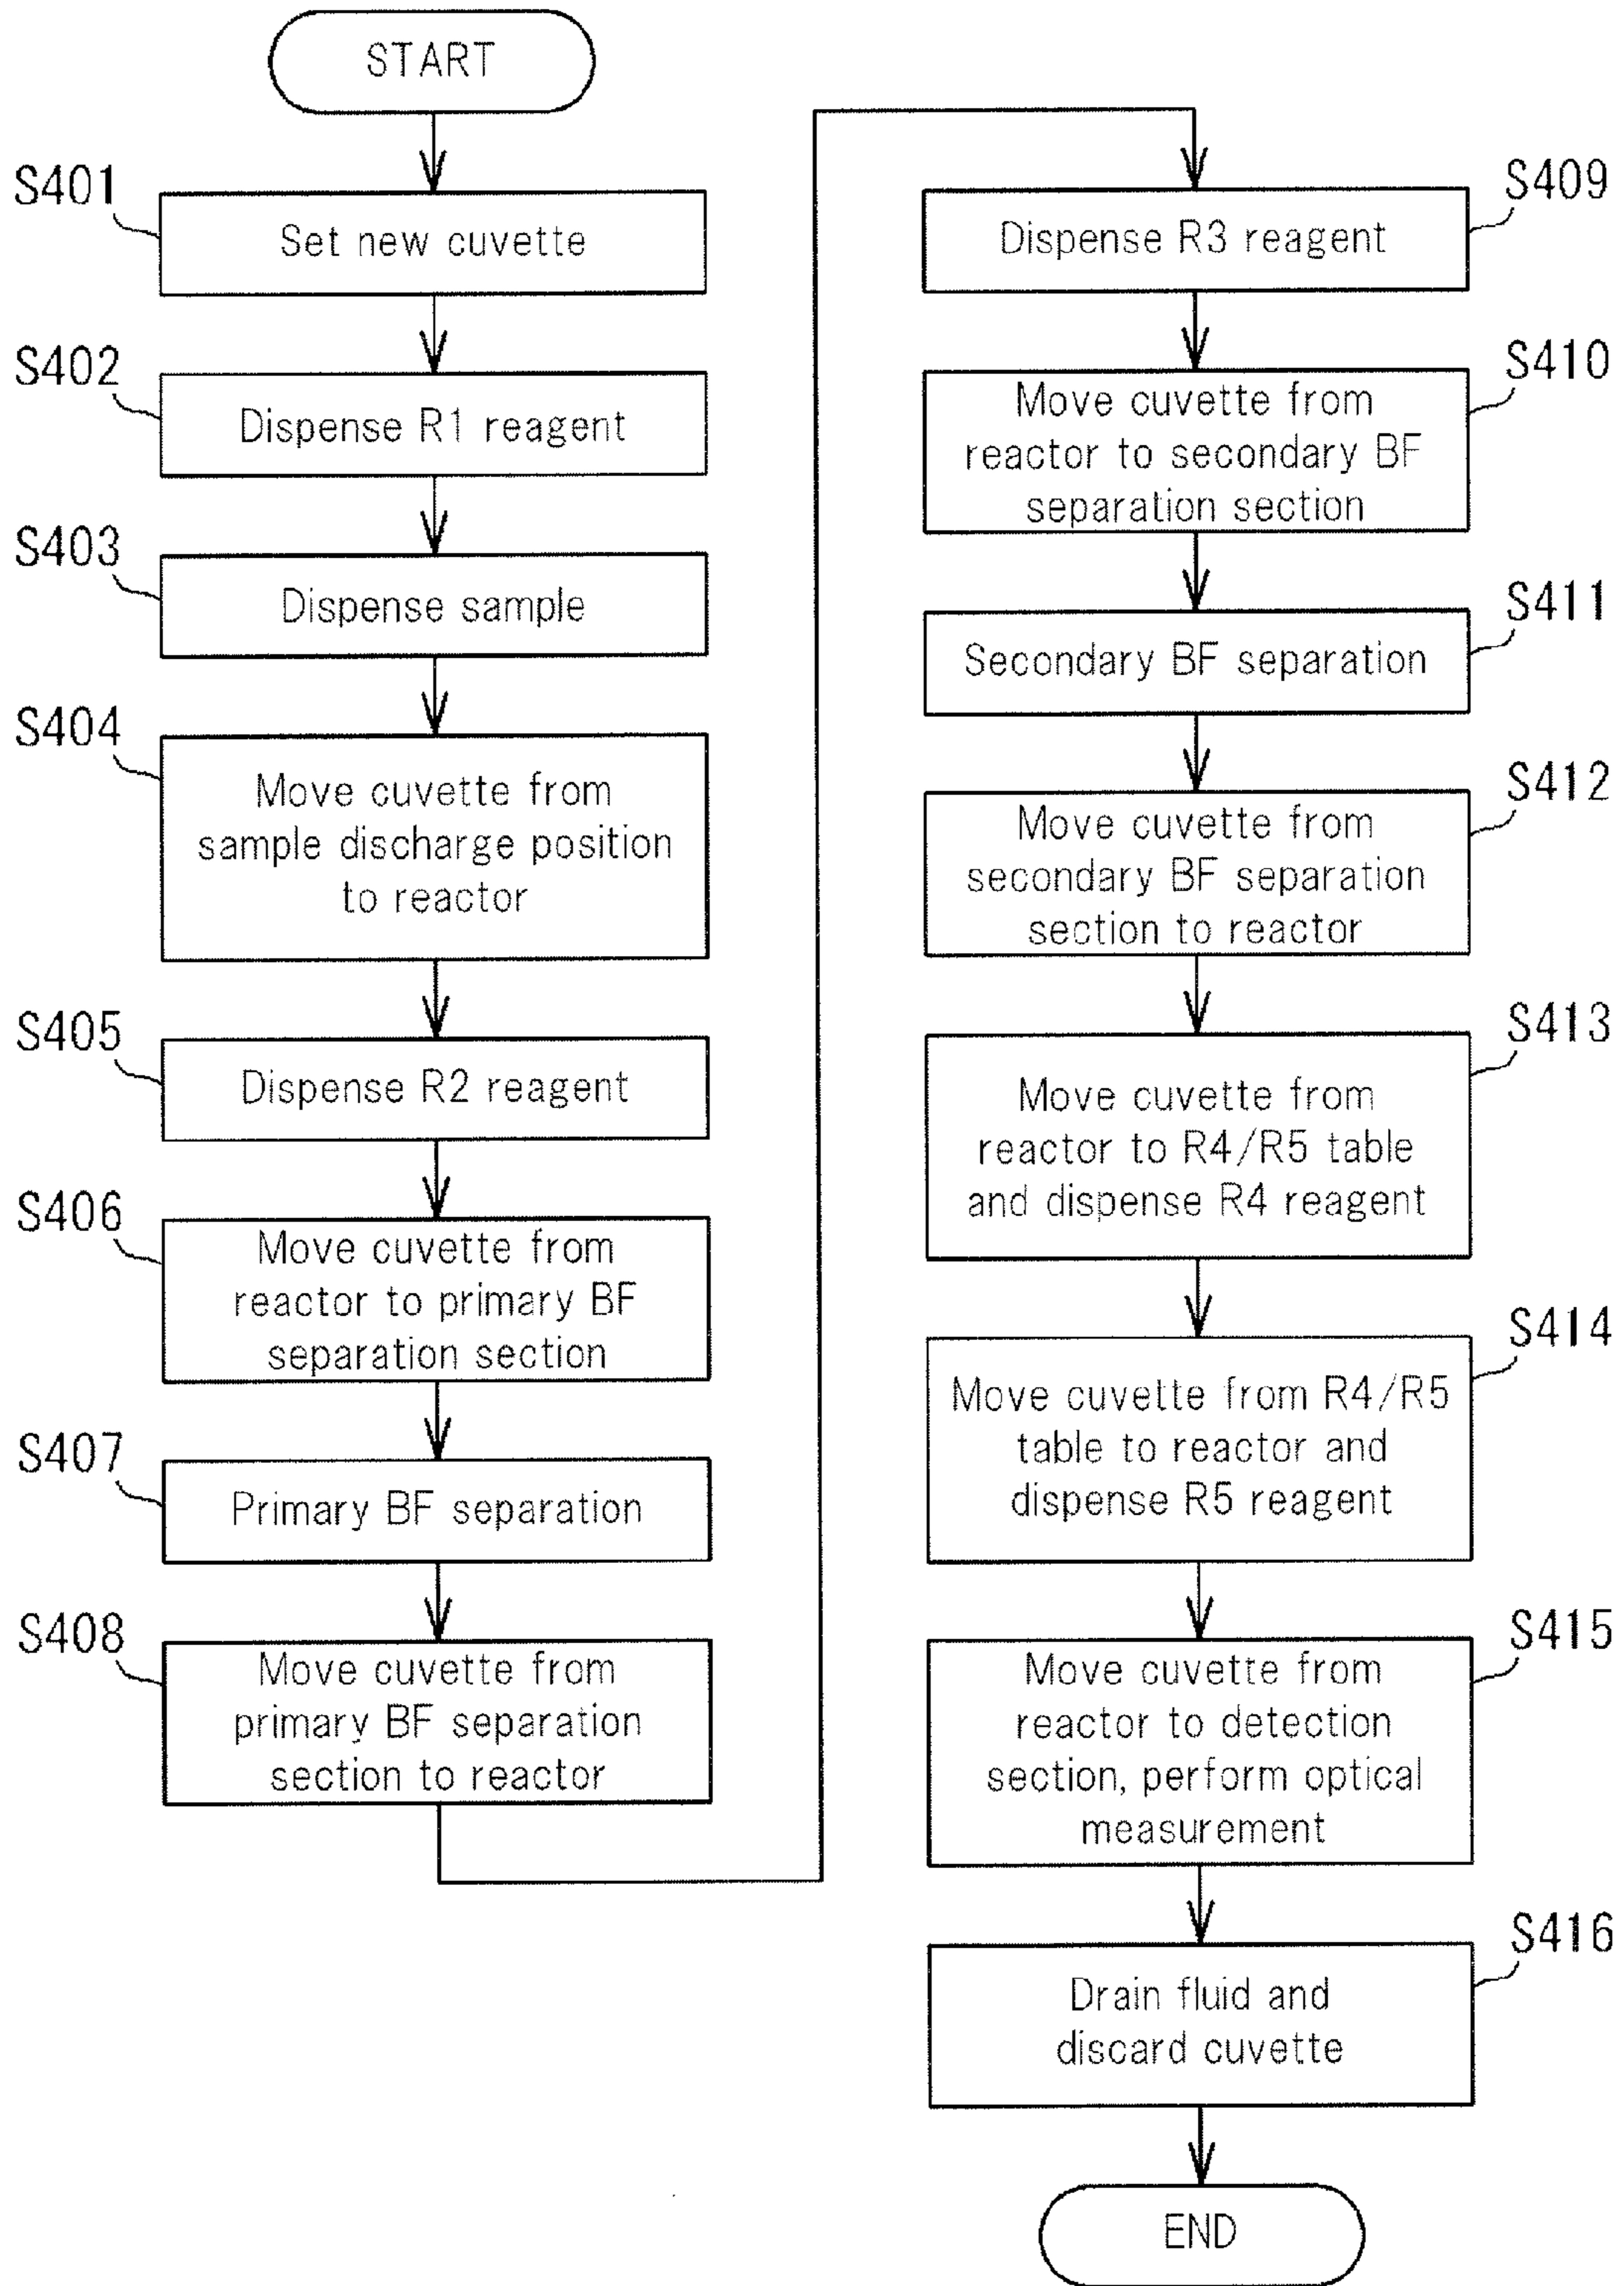 START
S401
Set new cuvette
S402
Dispense R1 reagent
S403
Dispense sample
S404
Move cuvette from
sample discharge position
to reactor
S405
Dispense R2 reagent
S406
Move cuvette from
reactor to primary BF
separation section
S407
Primary BF separation
S408
Move cuvette from
primary BF separation
section to reactor
S409
Dispense R3 reagent
S410
Move cuvette from
reactor to secondary BF
separation section
S411
Secondary BF separation
S412
Move cuvette from
secondary BF separation
section to reactor
S413
Move cuvette from
reactor to R4/R5 table
and dispense R4 reagent
S414
Move cuvette from R4/R5
table to reactor and
dispense R5 reagent
S415
Move cuvette from
reactor to detection
section, perform optical
measurement
S416
Drain fluid and
discard cuvette
END